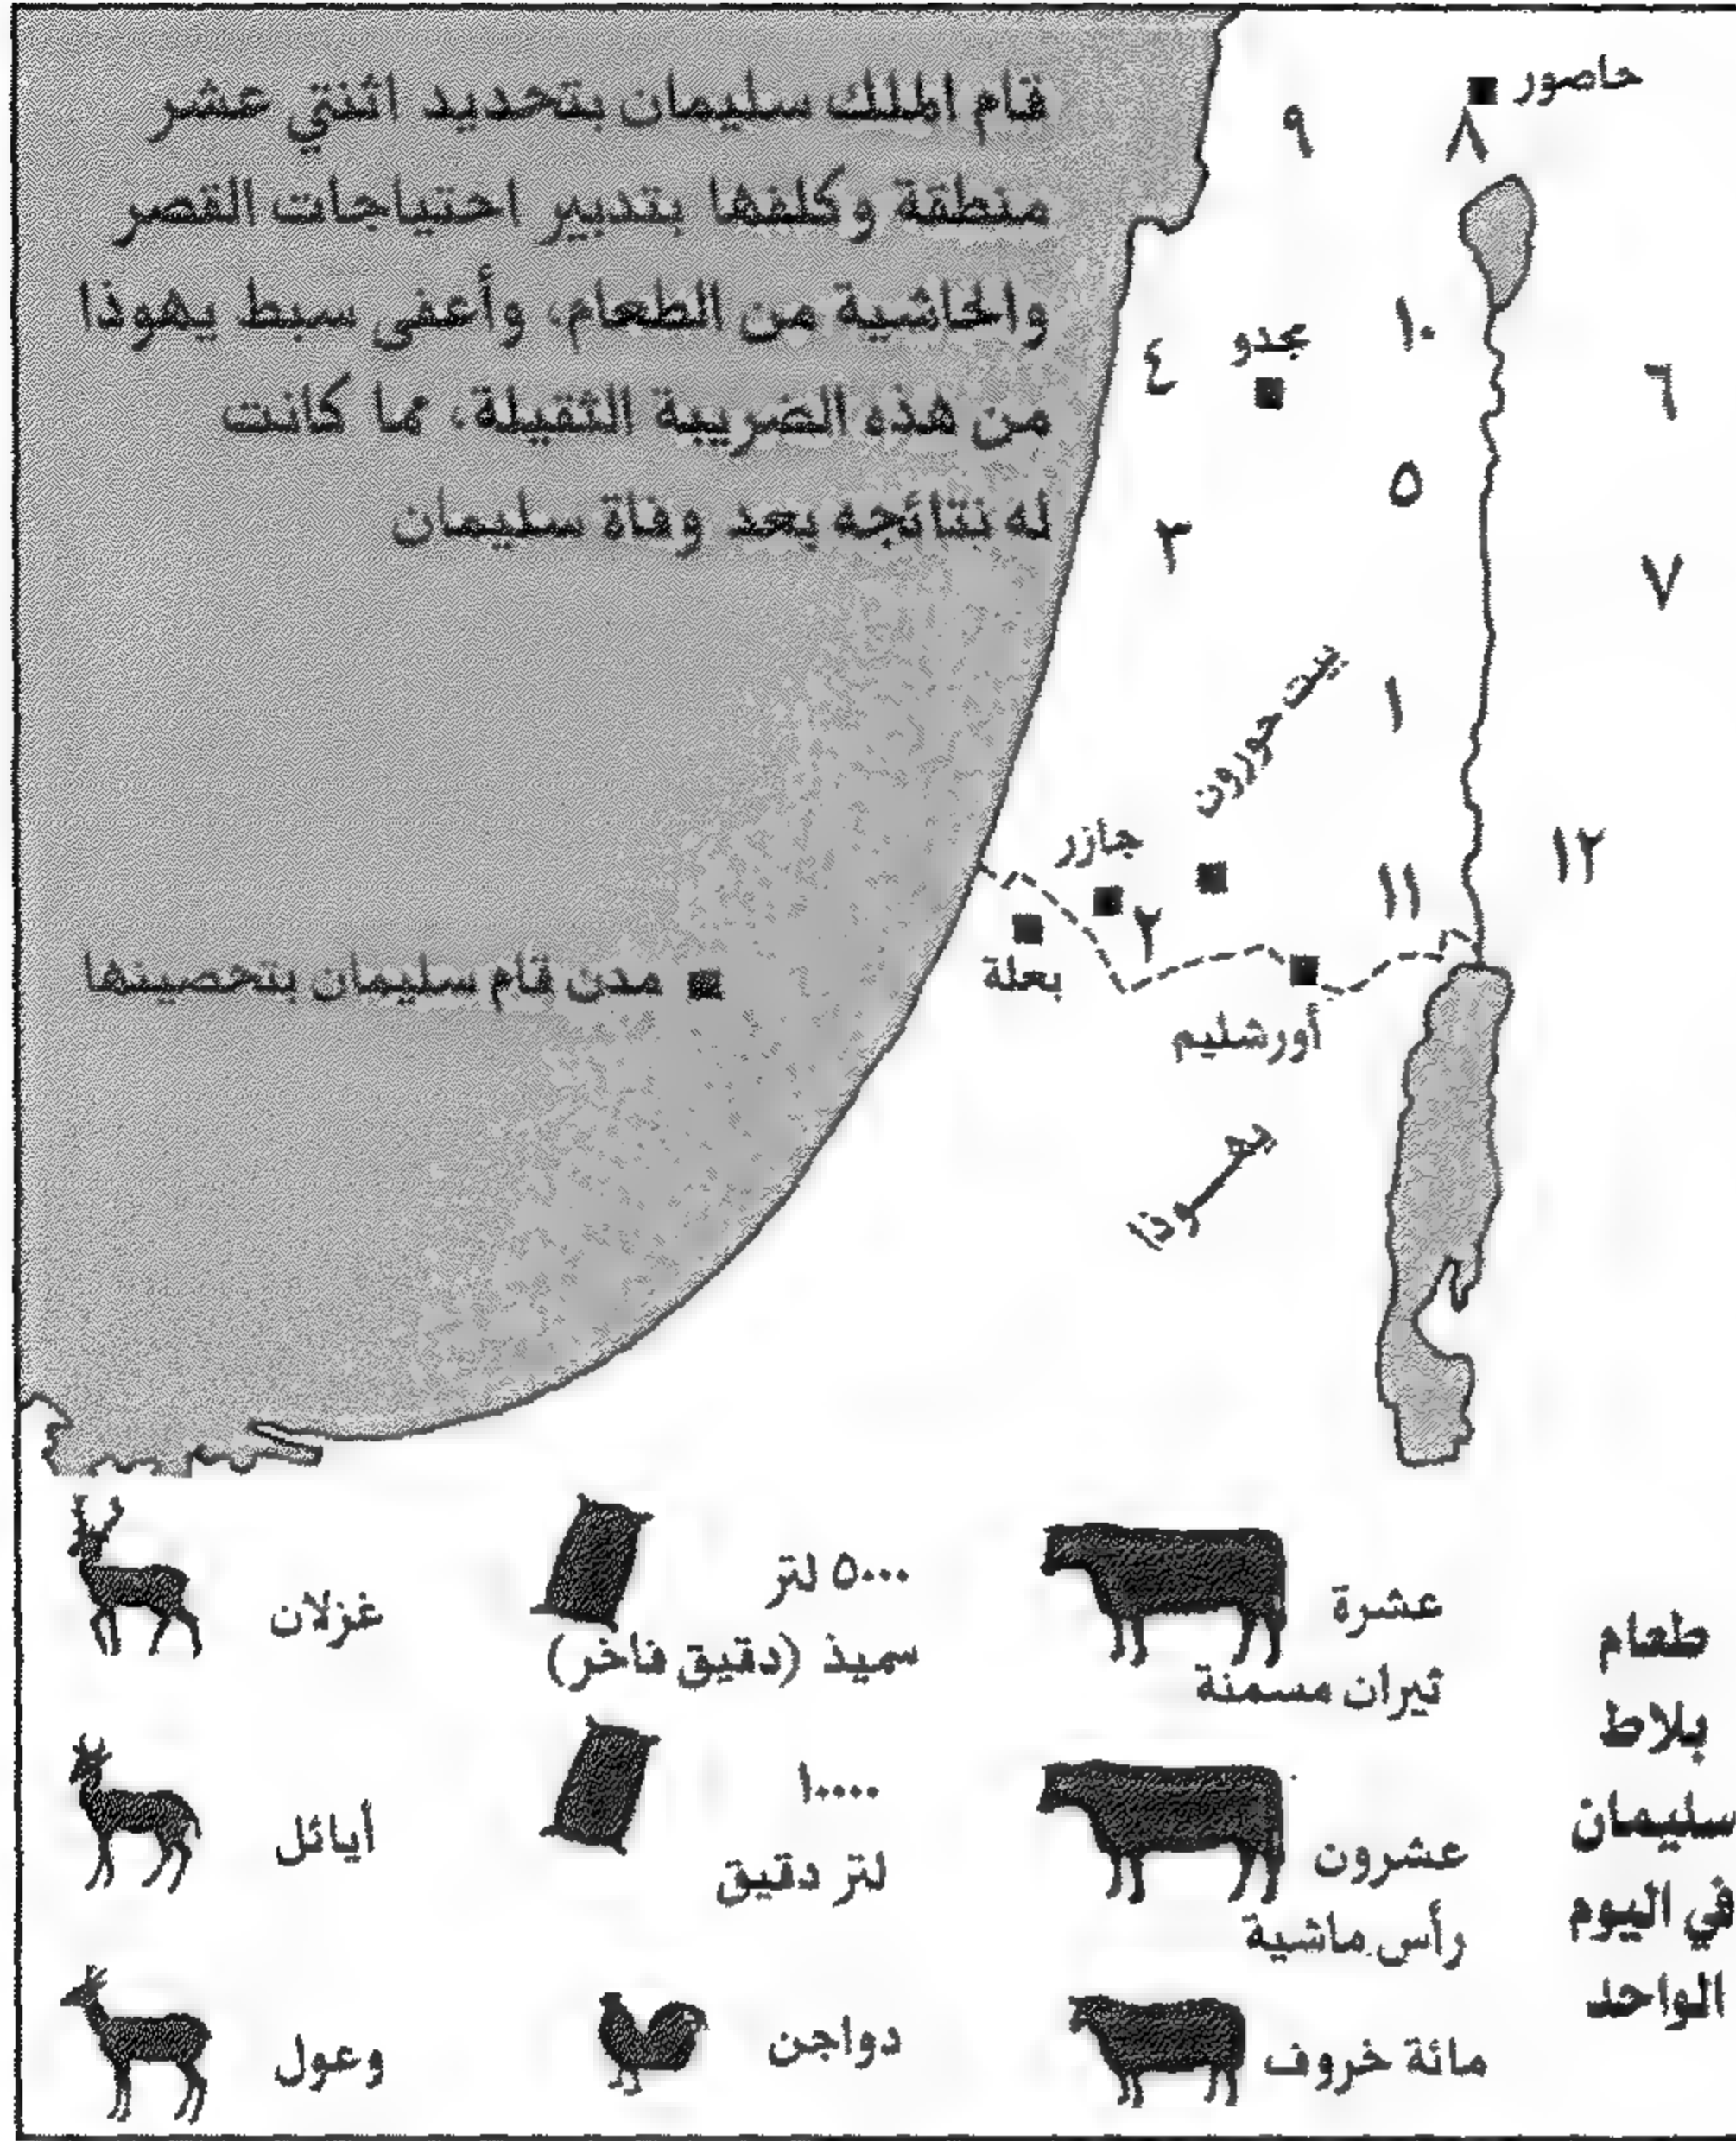 قام الملك سليمان بتحديد اثنتي عشر
منطقة وكلفها بتدبير احتياجات القصر
والحاشية من الطعام، وأعفى سبط يهوذا
من هذه الضريبة الثقيلة، مما كانت
له نتائجه بعد وفاة سليمان
حاصور
٨
٩
١٠
مجدو
٤
٦
٥
٣
٧
بيت حورون
١
١٢
جازر
١١
٢
بعلة
أورشليم
يهـوذا
■ مدن قام سليمان بتحصينها
طعام
بلاط
سليمان
في اليوم
الواحد
عشرة
ثيران مسمنة
عشرون
رأس ماشية
مائة خروف
٥٠٠٠ لتر
سميذ (دقيق فاخر)
١٠٠٠٠
لتر دقيق
دواجن
غزلان
أيائل
وعول